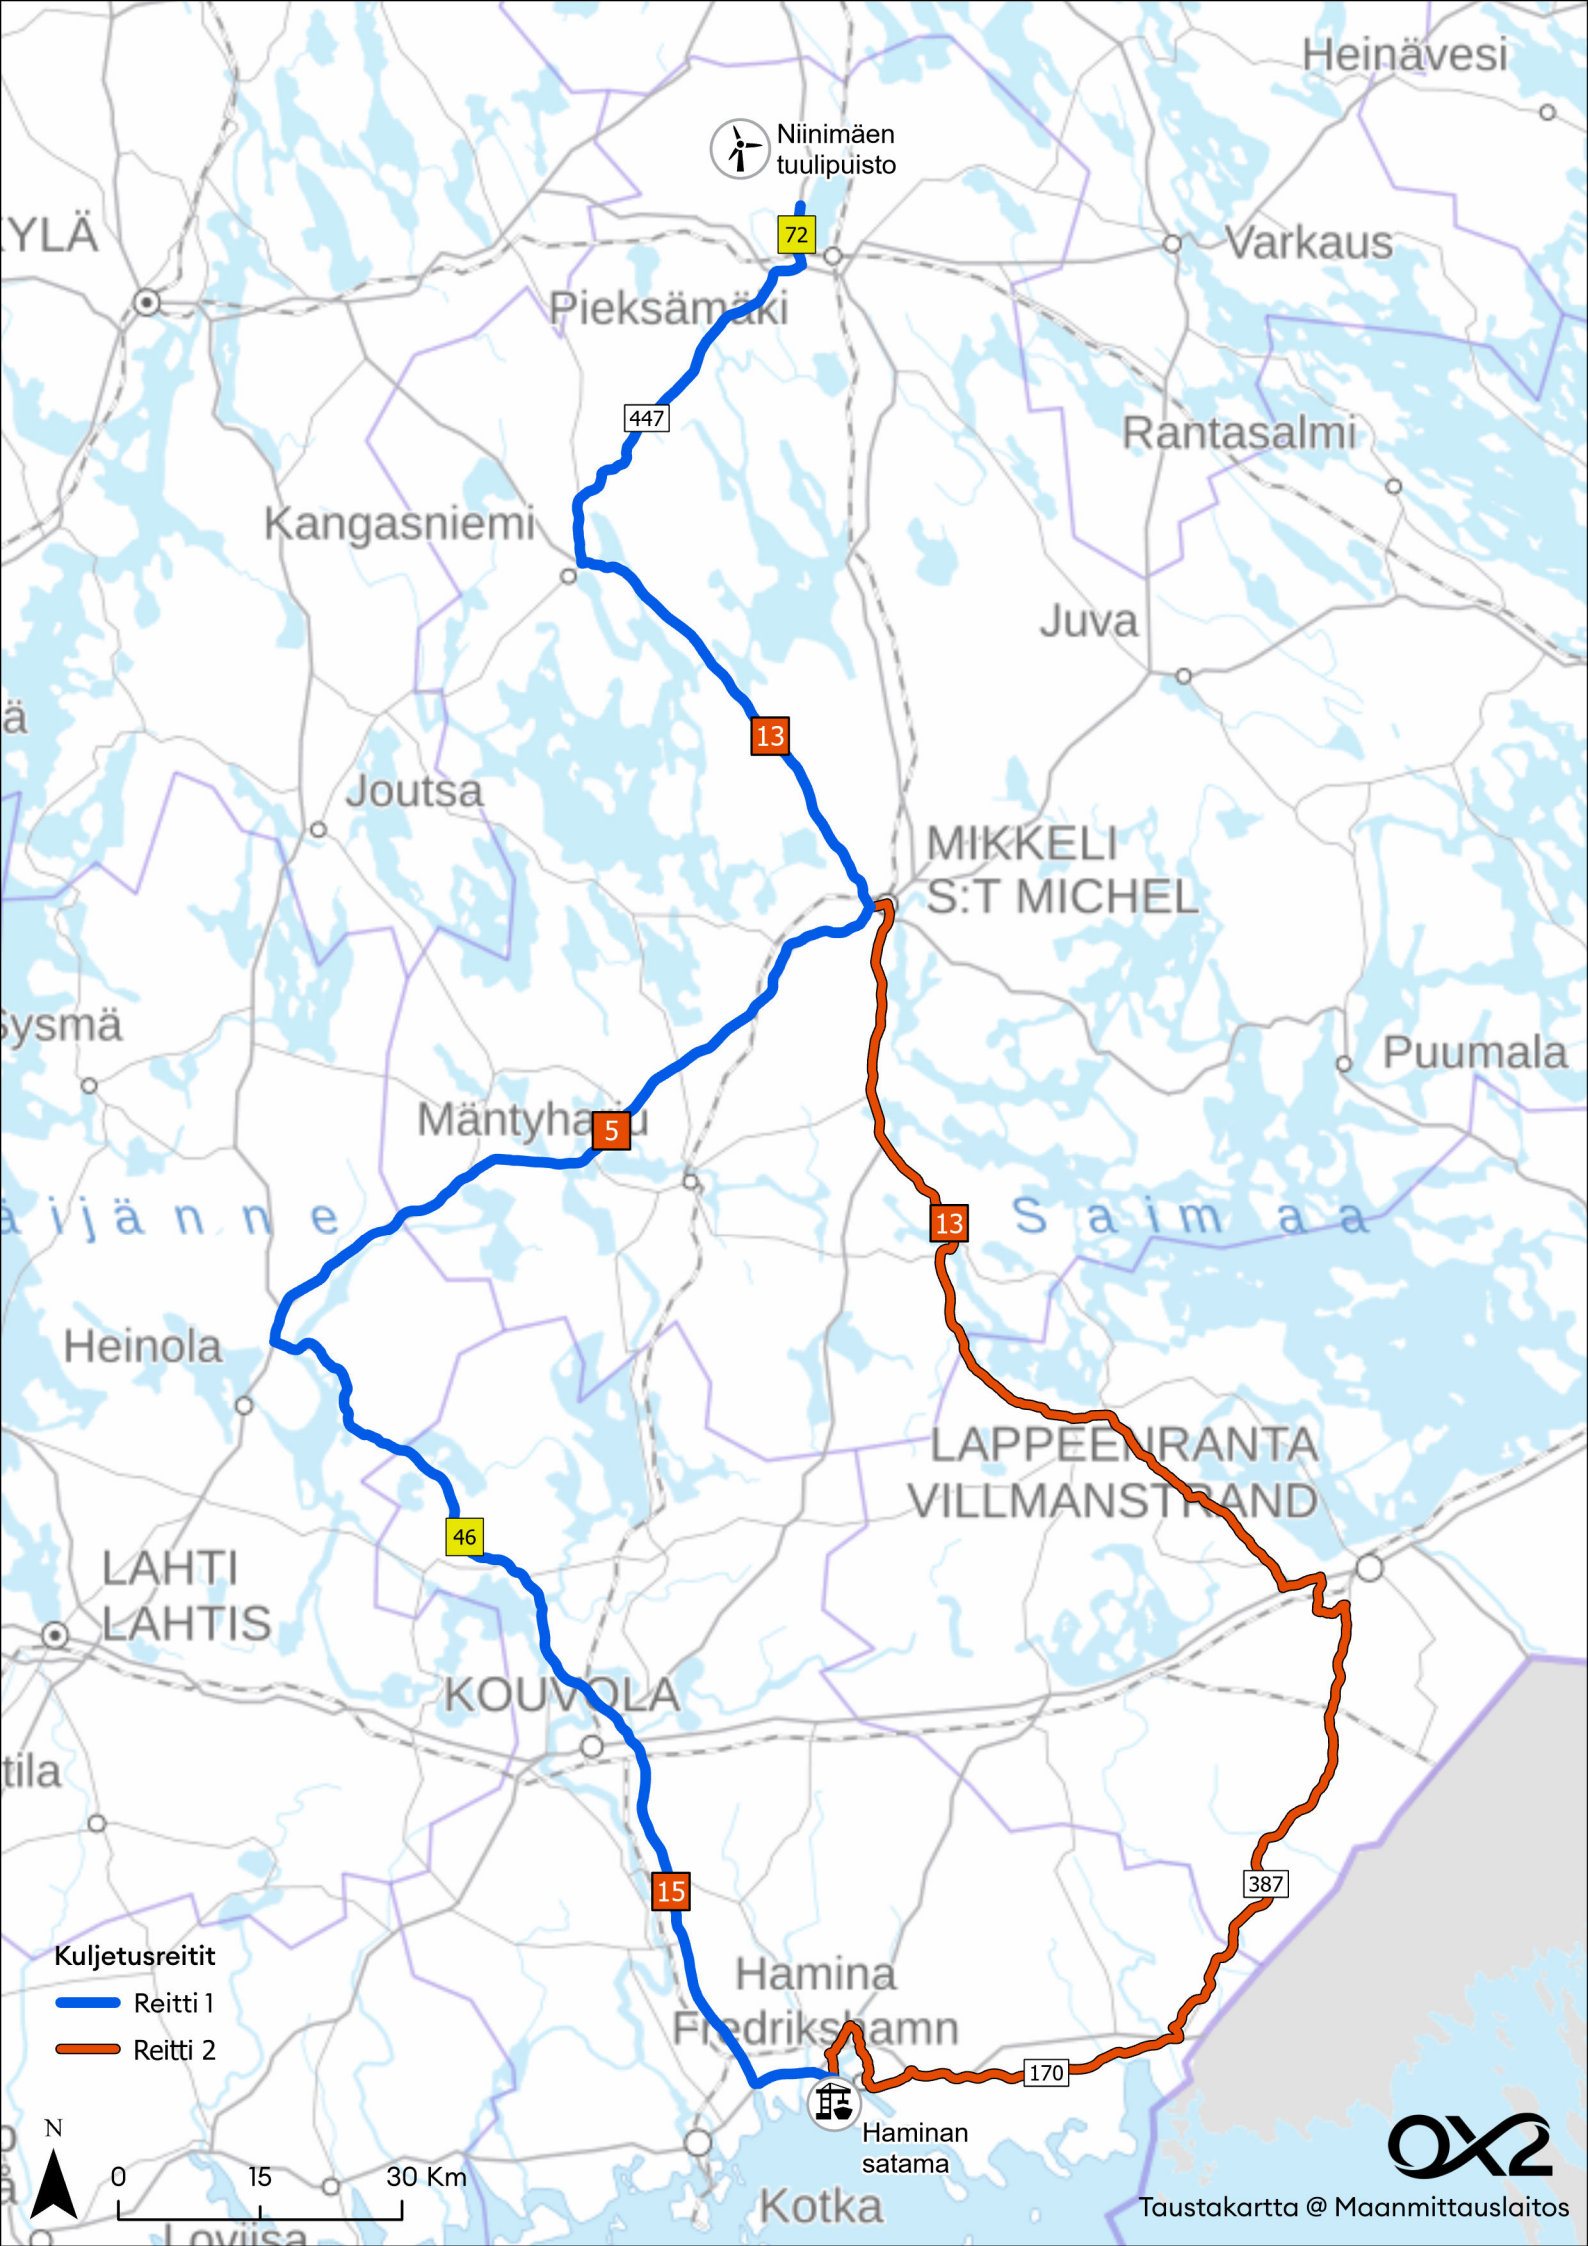 Heinävesi
Niinimäen
tuulipuisto
YLÄ
72
Varkaus
Pieksämäki
447
Rantasalmi
Kangasniemi
Juva
ä
13
Joutsa
MIKKELI
S:T MICHEL
Sysmä
Puumala
Mäntyharju
5
äijänne
13
Saimaa
Heinola
LAPPEENRANTA
VILLMANSTRAND
46
LAHTI
LAHTIS
KOUVOLA
tila
387
15
Kuljetusreitit
Reitti 1
Reitti 2
Hamina
Fredrikshamn
170
Haminan
satama
N
0 15 30 Km
Kotka
OX2
Taustakartta @ Maanmittauslaitos
Loviisa